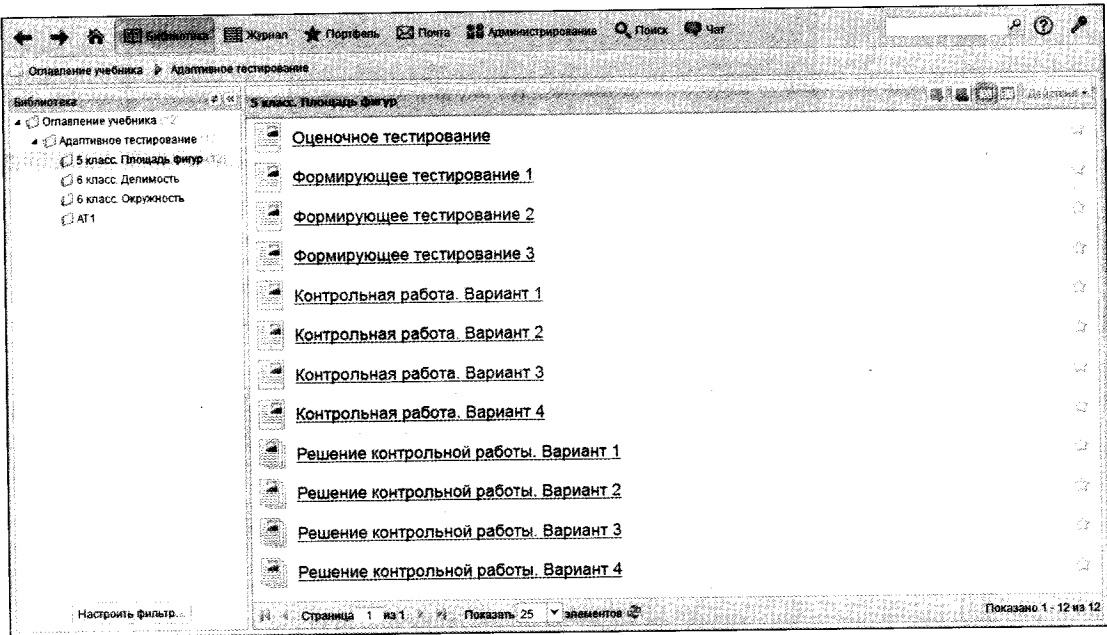 Библиотека Журнал Портфель Почта Администрирование Поиск Чат
Оглавление учебника Адаптивное тестирование
Библиотека
Оглавление учебника
Адаптивное тестирование
5 класс. Площадь фигур (12)
6 класс. Делимость
6 класс. Окружность
АТ1
Настроить фильтр...
5 класс. Площадь фигур Действия
Оценочное тестирование
Формирующее тестирование 1
Формирующее тестирование 2
Формирующее тестирование 3
Контрольная работа. Вариант 1
Контрольная работа. Вариант 2
Контрольная работа. Вариант 3
Контрольная работа. Вариант 4
Решение контрольной работы. Вариант 1
Решение контрольной работы. Вариант 2
Решение контрольной работы. Вариант 3
Решение контрольной работы. Вариант 4
Страница 1 из 1 Показать 25 элементов Показано 1 - 12 из 12